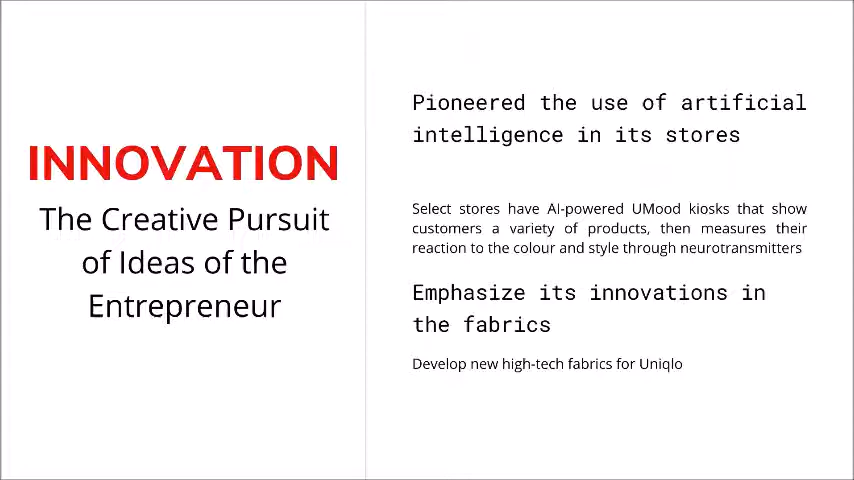 INNOVATION
The Creative Pursuit
of Ideas of the
Entrepreneur
Pioneered the use of artificial
intelligence in its stores
Select stores have AI-powered UMood kiosks that show
customers a variety of products, then measures their
reaction to the colour and style through neurotransmitters
Emphasize its innovations in
the fabrics
Develop new high-tech fabrics for Uniqlo